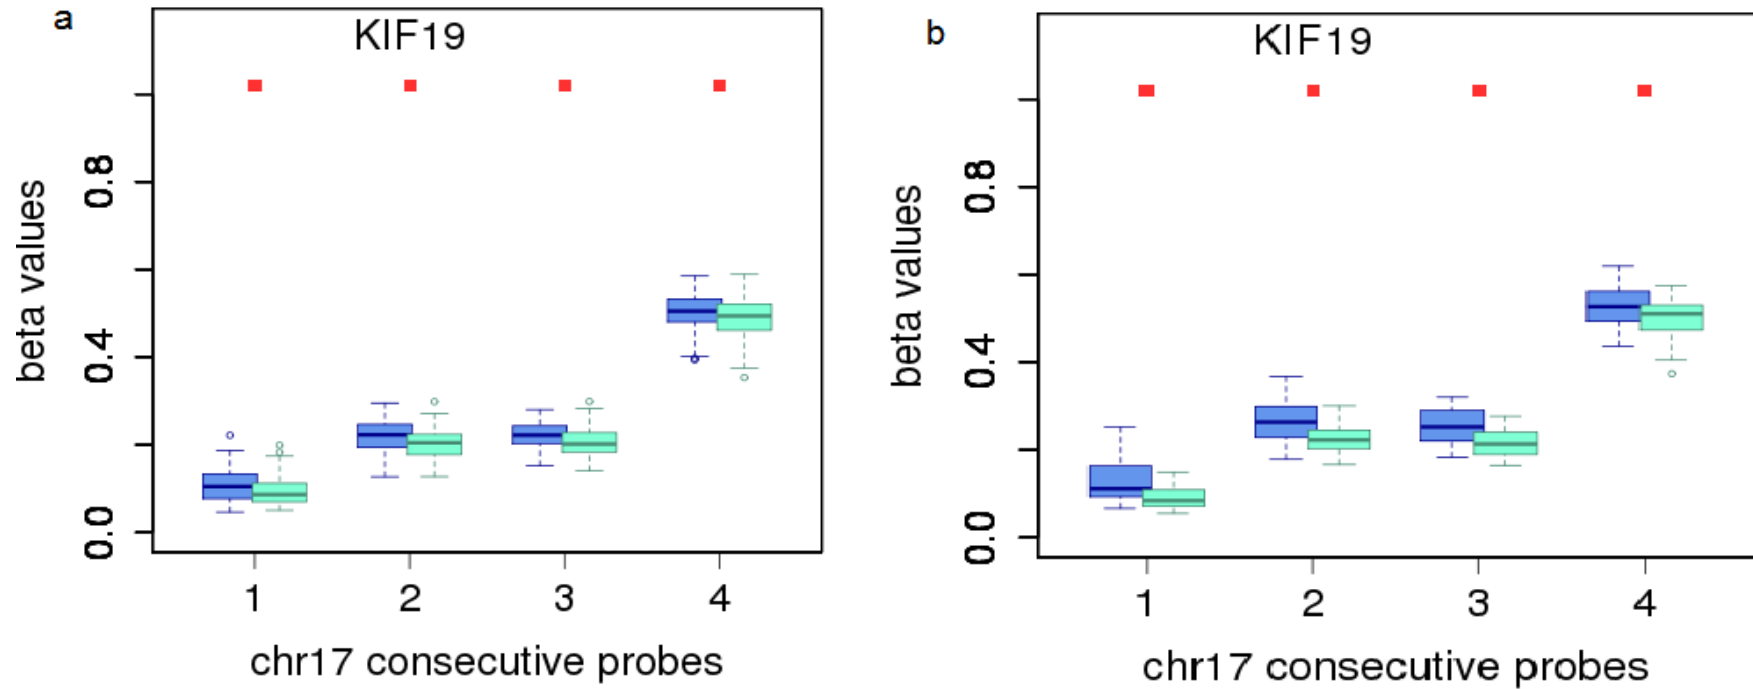 a
KIF19
beta values
0.8
0.4
0.0
1 2 3 4
chr17 consecutive probes
b
KIF19
beta values
0.8
0.4
0.0
1 2 3 4
chr17 consecutive probes